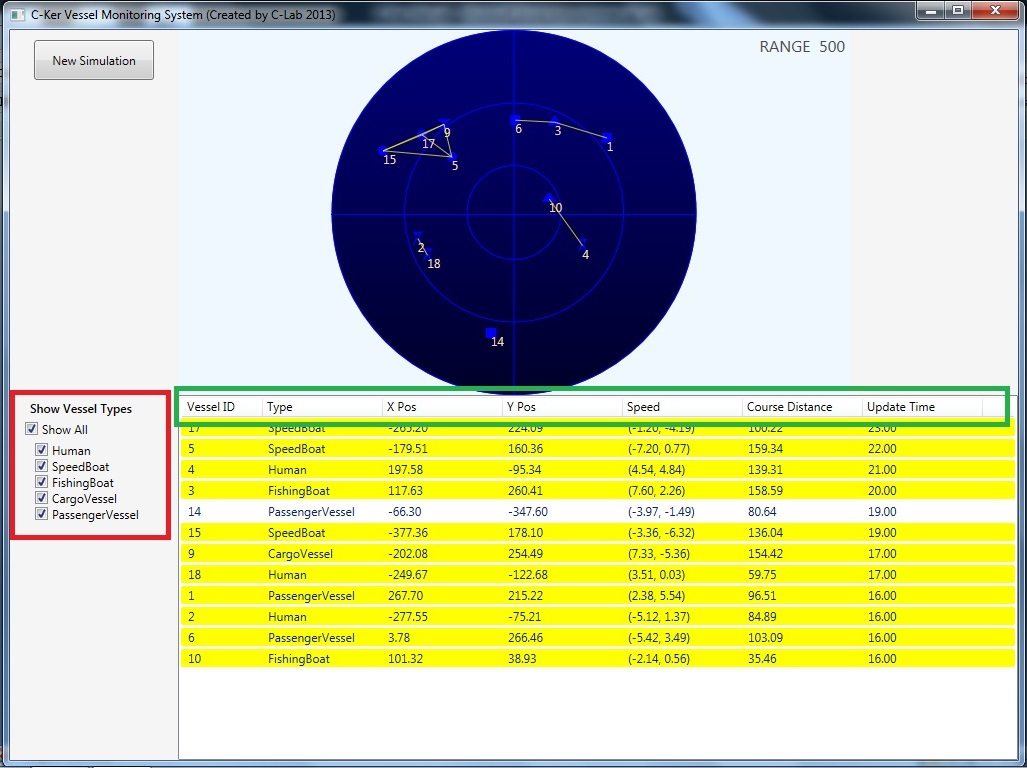 C-Ker Vessel Monitoring System (Created by C-Lab 2013)
New Simulation
RANGE 500
6
3
1
9
17
15
5
10
2
4
18
14
Show Vessel Types
Show All
Human
SpeedBoat
FishingBoat
CargoVessel
PassengerVessel
Vessel ID Type X Pos Y Pos Speed Course Distance Update Time
17 SpeedBoat -265.20 224.09 (-1.20, -4.19) 100.22 23.00
5 SpeedBoat -179.51 160.36 (-7.20, 0.77) 159.34 22.00
4 Human 197.58 -95.34 (4.54, 4.84) 139.31 21.00
3 FishingBoat 117.63 260.41 (7.60, 2.26) 158.59 20.00
14 PassengerVessel -66.30 -347.60 (-3.97, -1.49) 80.64 19.00
15 SpeedBoat -377.36 178.10 (-3.36, -6.32) 136.04 19.00
9 CargoVessel -202.08 254.49 (7.33, -5.36) 154.42 17.00
18 Human -249.67 -122.68 (3.51, 0.03) 59.75 17.00
1 PassengerVessel 267.70 215.22 (2.38, 5.54) 96.51 16.00
2 Human -277.55 -75.21 (-5.12, 1.37) 84.89 16.00
6 PassengerVessel 3.78 266.46 (-5.42, 3.49) 103.09 16.00
10 FishingBoat 101.32 38.93 (-2.14, 0.56) 35.46 16.00